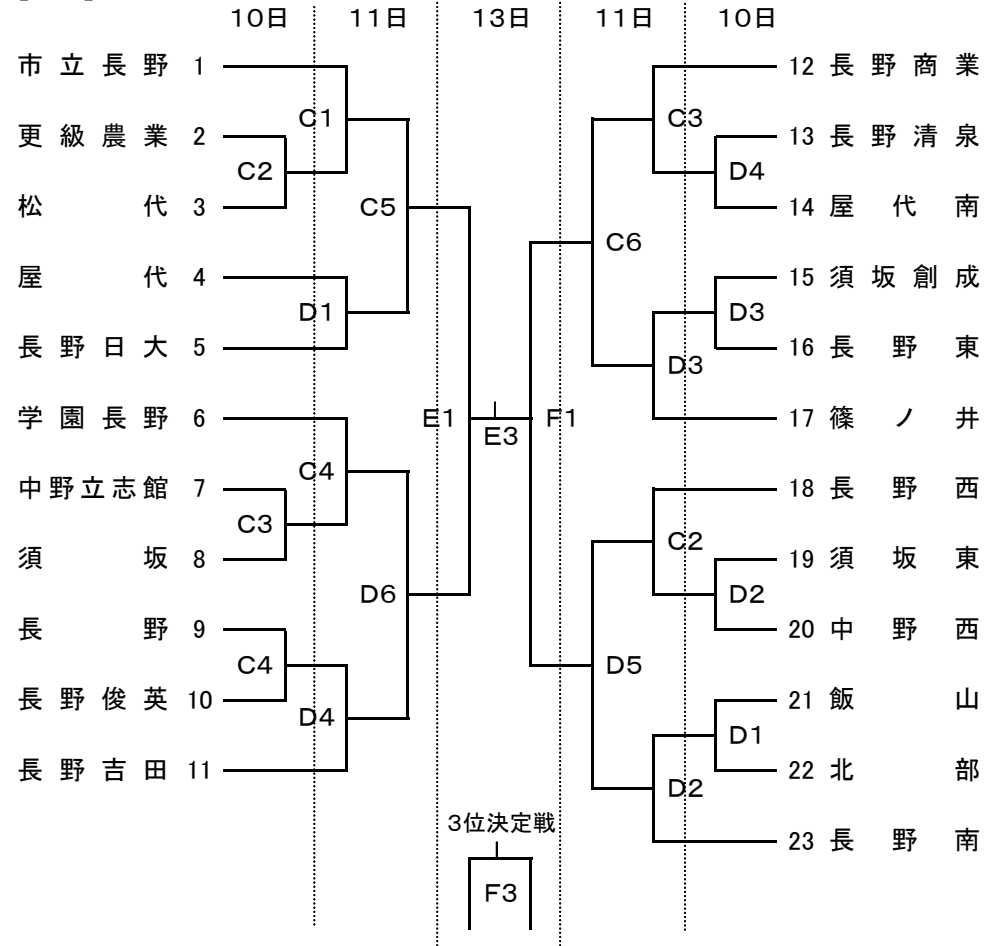 10日 11日 13日 11日 10日
市立長野 1
更級農業 2
松代 3
屋代 4
長野日大 5
学園長野 6
中野立志館 7
須坂 8
長野 9
長野俊英 10
長野吉田 11
C1
C2
C5
D1
C4
C3
D6
C4
D4
E1
E3
F1
12 長野商業
13 長野清泉
14 屋代南
15 須坂創成
16 長野東
17 篠ノ井
18 長野西
19 須坂東
20 中野西
21 飯山
22 北部
23 長野南
C3
D4
C6
D3
D3
C2
D2
D5
D1
D2
3位決定戦
F3